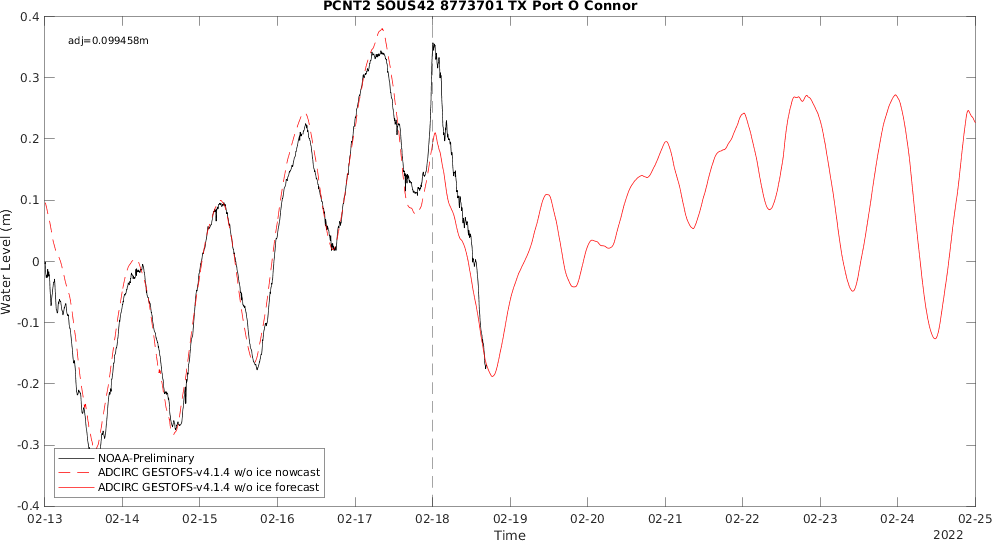 PCNT2 SOUS42 8773701 TX Port O Connor
adj=0.099458m
0.4
0.3
0.2
0.1
0
-0.1
-0.2
-0.3
-0.4
Water Level (m)
NOAA-Preliminary
ADCIRC GESTOFS-v4.1.4 w/o ice nowcast
ADCIRC GESTOFS-v4.1.4 w/o ice forecast
02-13 02-14 02-15 02-16 02-17 02-18 02-19 02-20 02-21 02-22 02-23 02-24 02-25
Time
2022